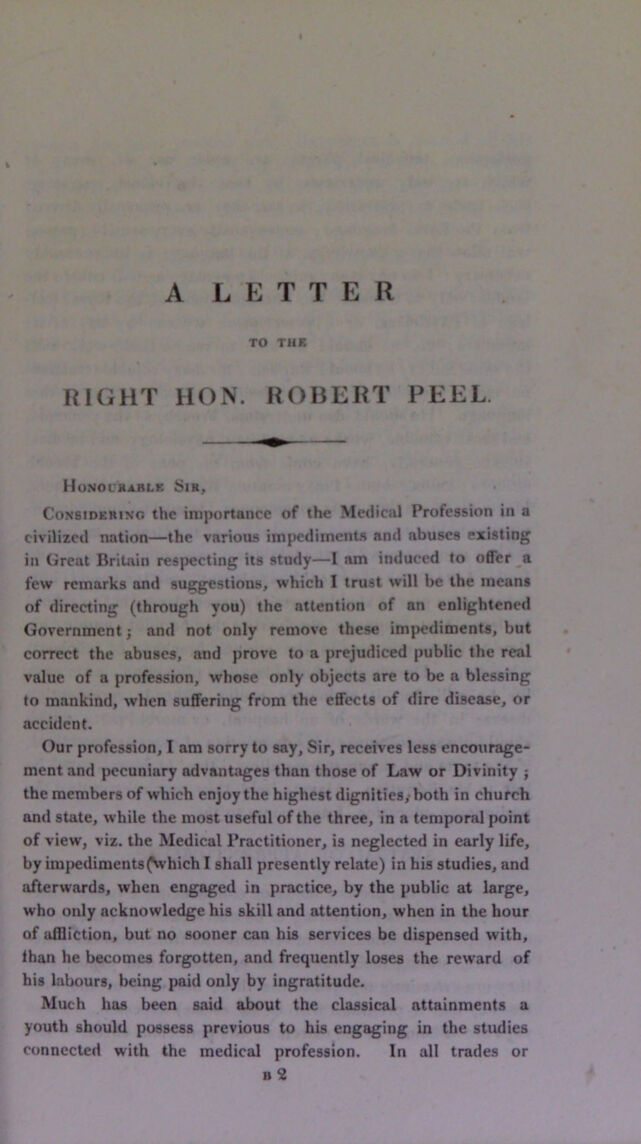 A LETTER
TO THE
RIGHT HON. ROBERT PEEL.
HONOURABLE SIR,
CONSIDERING the importance of the Medical Profession in a
civilized nation—the various impediments and abuses existing
in Great Britain respecting its study—I am induced to offer a
few remarks and suggestions, which I trust will be the means
of directing (through you) the attention of an enlightened
Government; and not only remove these impediments, but
correct the abuses, and prove to a prejudiced public the real
value of a profession, whose only objects are to be a blessing
to mankind, when suffering from the effects of dire disease, or
accident.
Our profession, I am sorry to say, Sir, receives less encourage-
ment and pecuniary advantages than those of Law or Divinity ;
the members of which enjoy the highest dignities, both in church
and state, while the most useful of the three, in a temporal point
of view, viz. the Medical Practitioner, is neglected in early life,
by impediments (which I shall presently relate) in his studies, and
afterwards, when engaged in practice, by the public at large,
who only acknowledge his skill and attention, when in the hour
of affliction, but no sooner can his services be dispensed with,
than he becomes forgotten, and frequently loses the reward of
his labours, being paid only by ingratitude.
Much has been said about the classical attainments a
youth should possess previous to his engaging in the studies
connected with the medical profession. In all trades or
B 2